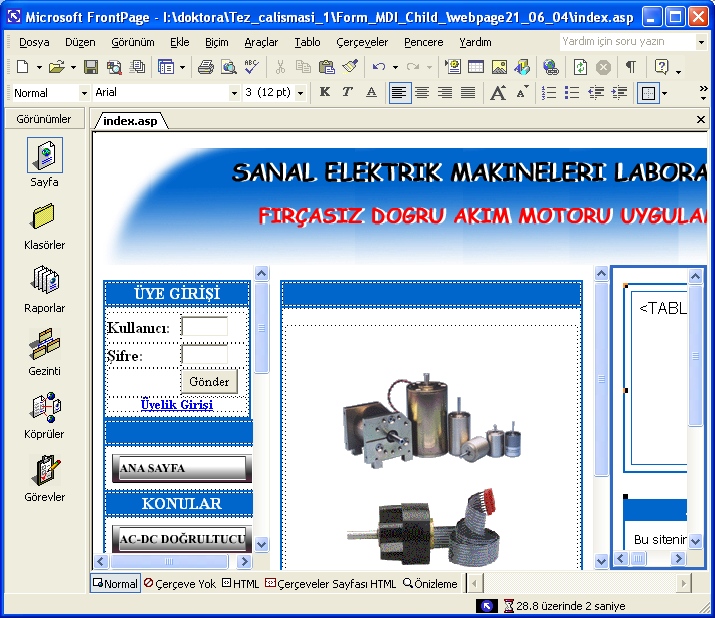 Microsoft FrontPage - I:\doktora\Tez_calismasi_1\Form_MDI_Child_\webpage21_06_04\index.asp
Dosya Düzen Görünüm Ekle Biçim Araçlar Tablo Çerçeveler Pencere Yardım Yardım için soru yazın
Normal Arial 3 (12 pt) K T A
Görünümler
index.asp
Sayfa
Klasörler
Raporlar
Gezinti
Köprüler
Görevler
SANAL ELEKTRIK MAKINELERI LABORA
FIRÇASIZ DOGRU AKIM MOTORU UYGULAM
ÜYE GİRİŞİ
Kullanıcı:
Şifre:
Gönder
Üyelik Girişi
ANA SAYFA
KONULAR
AC-DC DOĞRULTUCU
<TABL
Bu sitenin
Normal Çerçeve Yok HTML Çerçeveler Sayfası HTML Önizleme
28.8 üzerinde 2 saniye